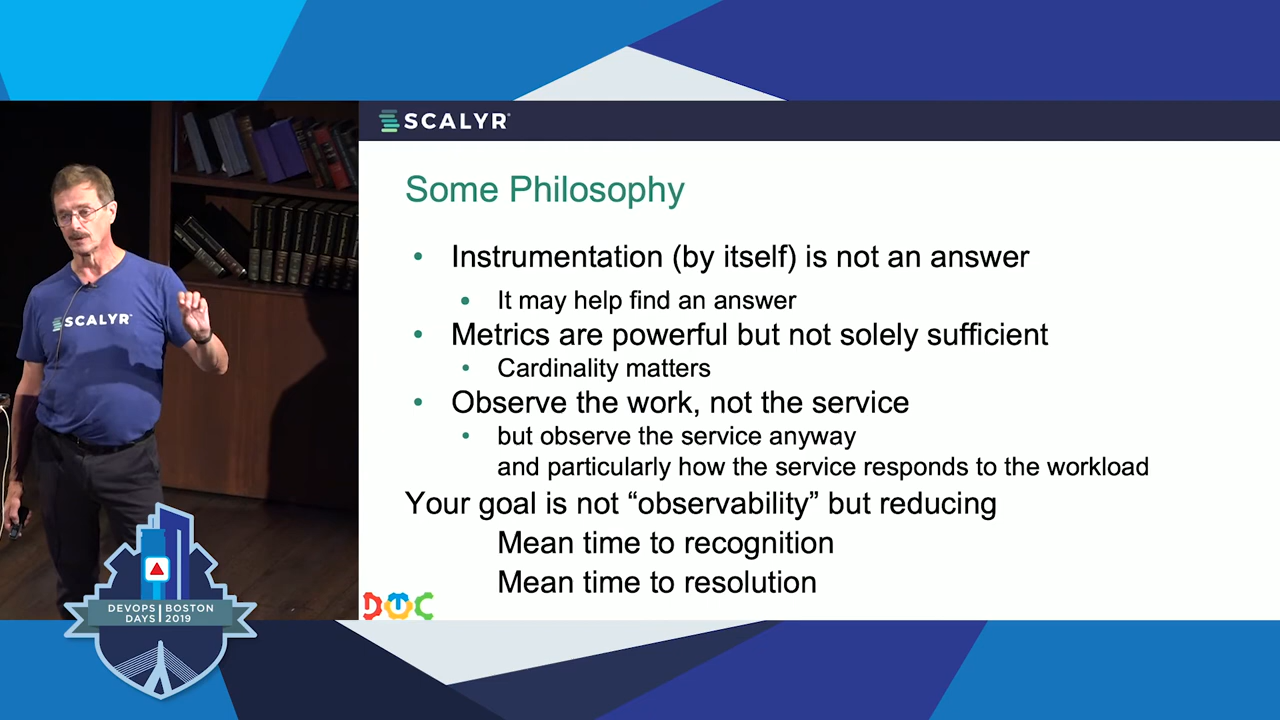 SCALYR
Some Philosophy
• Instrumentation (by itself) is not an answer
• It may help find an answer
• Metrics are powerful but not solely sufficient
• Cardinality matters
• Observe the work, not the service
• but observe the service anyway
and particularly how the service responds to the workload
Your goal is not “observability” but reducing
Mean time to recognition
Mean time to resolution
SCALYR
DEVOPS BOSTON
DAYS 2019